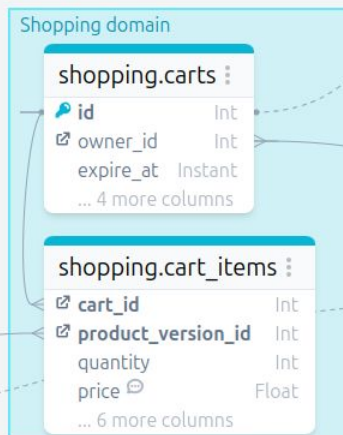 Shopping domain
shopping.carts
id Int
owner_id Int
expire_at Instant
... 4 more columns
shopping.cart_items
cart_id Int
product_version_id Int
quantity Int
price Float
... 6 more columns